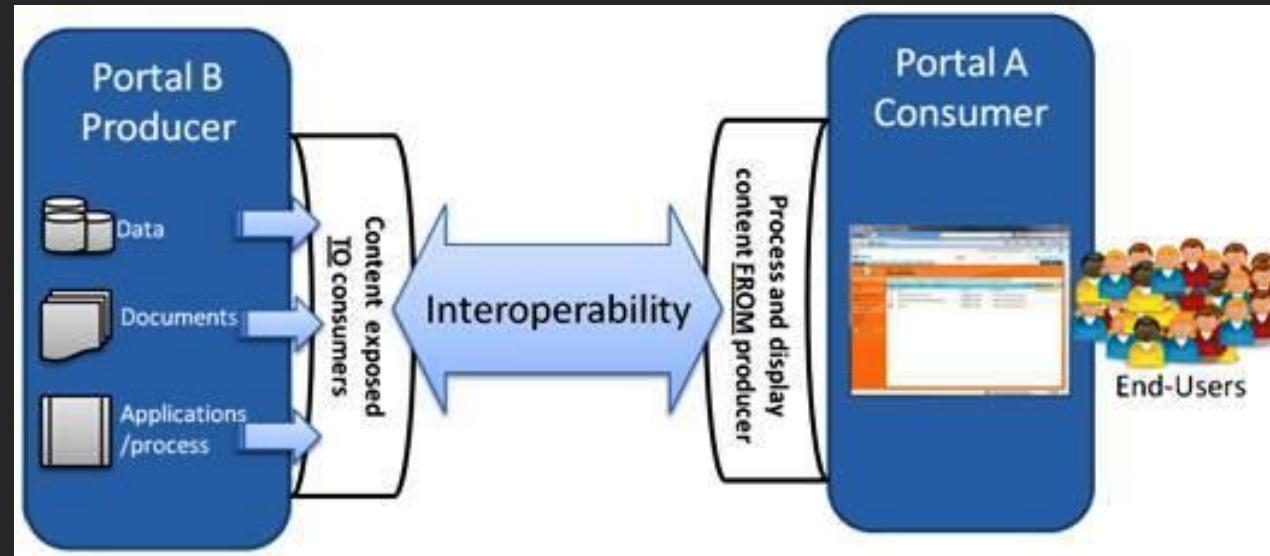 Portal B
Producer
Data
Documents
Applications
/process
Content exposed
TO consumers
Interoperability
Process and display
content FROM producer
Portal A
Consumer
End-Users